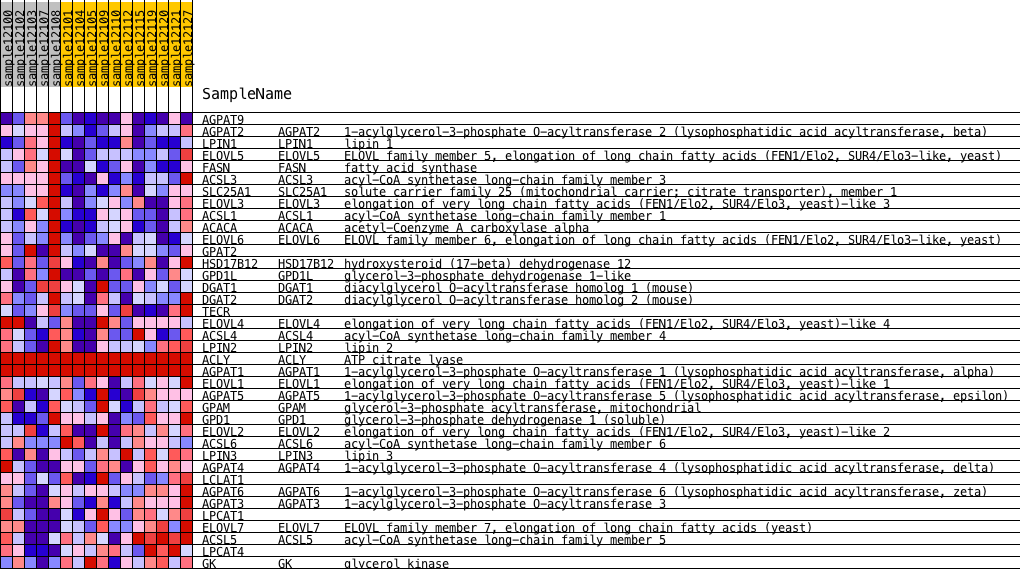 sample12100 sample12102 sample12103 sample12107 sample12108 sample12101 sample12104 sample12105 sample12109 sample12110 sample12112 sample12115 sample12119 sample12120 sample12121 sample12127
SampleName
AGPAT9
AGPAT2 AGPAT2 1-acylglycerol-3-phosphate O-acyltransferase 2 (lysophosphatidic acid acyltransferase, beta)
LPIN1 LPIN1 lipin 1
ELOVL5 ELOVL5 ELOVL family member 5, elongation of long chain fatty acids (FEN1/Elo2, SUR4/Elo3-like, yeast)
FASN FASN fatty acid synthase
ACSL3 ACSL3 acyl-CoA synthetase long-chain family member 3
SLC25A1 SLC25A1 solute carrier family 25 (mitochondrial carrier; citrate transporter), member 1
ELOVL3 ELOVL3 elongation of very long chain fatty acids (FEN1/Elo2, SUR4/Elo3, yeast)-like 3
ACSL1 ACSL1 acyl-CoA synthetase long-chain family member 1
ACACA ACACA acetyl-Coenzyme A carboxylase alpha
ELOVL6 ELOVL6 ELOVL family member 6, elongation of long chain fatty acids (FEN1/Elo2, SUR4/Elo3-like, yeast)
GPAT2
HSD17B12 HSD17B12 hydroxysteroid (17-beta) dehydrogenase 12
GPD1L GPD1L glycerol-3-phosphate dehydrogenase 1-like
DGAT1 DGAT1 diacylglycerol O-acyltransferase homolog 1 (mouse)
DGAT2 DGAT2 diacylglycerol O-acyltransferase homolog 2 (mouse)
TECR
ELOVL4 ELOVL4 elongation of very long chain fatty acids (FEN1/Elo2, SUR4/Elo3, yeast)-like 4
ACSL4 ACSL4 acyl-CoA synthetase long-chain family member 4
LPIN2 LPIN2 lipin 2
ACLY ACLY ATP citrate lyase
AGPAT1 AGPAT1 1-acylglycerol-3-phosphate O-acyltransferase 1 (lysophosphatidic acid acyltransferase, alpha)
ELOVL1 ELOVL1 elongation of very long chain fatty acids (FEN1/Elo2, SUR4/Elo3, yeast)-like 1
AGPAT5 AGPAT5 1-acylglycerol-3-phosphate O-acyltransferase 5 (lysophosphatidic acid acyltransferase, epsilon)
GPAM GPAM glycerol-3-phosphate acyltransferase, mitochondrial
GPD1 GPD1 glycerol-3-phosphate dehydrogenase 1 (soluble)
ELOVL2 ELOVL2 elongation of very long chain fatty acids (FEN1/Elo2, SUR4/Elo3, yeast)-like 2
ACSL6 ACSL6 acyl-CoA synthetase long-chain family member 6
LPIN3 LPIN3 lipin 3
AGPAT4 AGPAT4 1-acylglycerol-3-phosphate O-acyltransferase 4 (lysophosphatidic acid acyltransferase, delta)
LCLAT1
AGPAT6 AGPAT6 1-acylglycerol-3-phosphate O-acyltransferase 6 (lysophosphatidic acid acyltransferase, zeta)
AGPAT3 AGPAT3 1-acylglycerol-3-phosphate O-acyltransferase 3
LPCAT1
ELOVL7 ELOVL7 ELOVL family member 7, elongation of long chain fatty acids (yeast)
ACSL5 ACSL5 acyl-CoA synthetase long-chain family member 5
LPCAT4
GK GK glycerol kinase